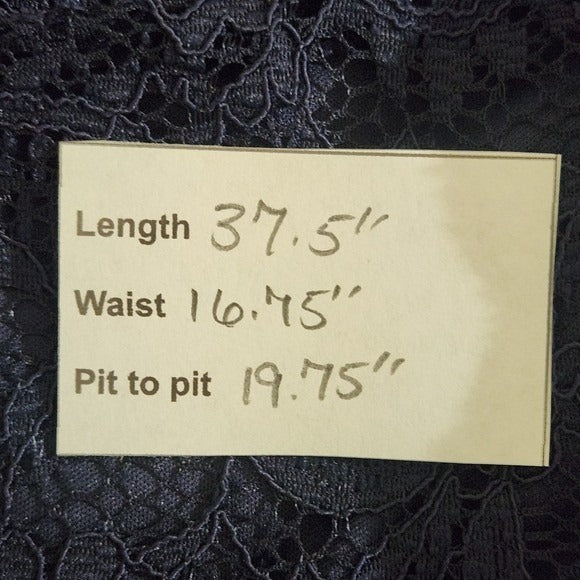 Length 37.5"
Waist 16.75"
Pit to pit 19.75"